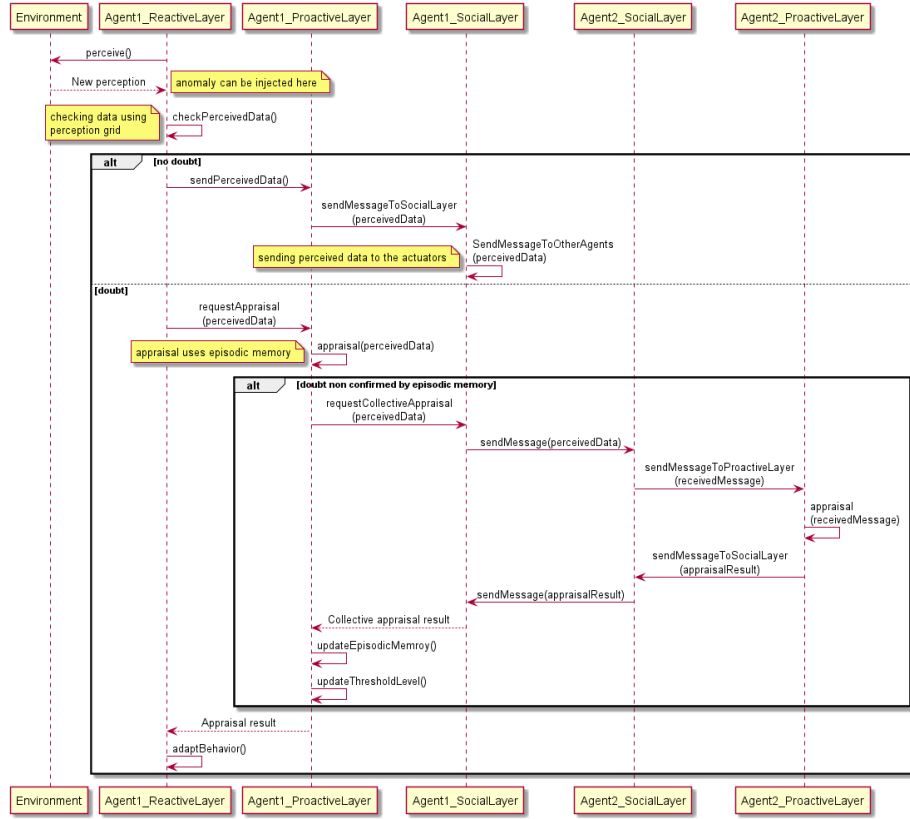 Environment
Agent1_ReactiveLayer
Agent1_ProactiveLayer
Agent1_SocialLayer
Agent2_SocialLayer
Agent2_ProactiveLayer
perceive()
New perception
anomaly can be injected here
checking data using
perception grid
checkPerceivedData()
alt
[no doubt]
sendPerceivedData()
sendMessageToSocialLayer
(perceivedData)
sending perceived data to the actuators
SendMessageToOtherAgents
(perceivedData)
[doubt]
requestAppraisal
(perceivedData)
appraisal uses episodic memory
appraisal(perceivedData)
alt
[doubt non confirmed by episodic memory]
requestCollectiveAppraisal
(perceivedData)
sendMessage(perceivedData)
sendMessageToProactiveLayer
(receivedMessage)
appraisal
(receivedMessage)
sendMessageToSocialLayer
(appraisalResult)
sendMessage(appraisalResult)
Collective appraisal result
updateEpisodicMemroy()
updateThresholdLevel()
Appraisal result
adaptBehavior()
Environment
Agent1_ReactiveLayer
Agent1_ProactiveLayer
Agent1_SocialLayer
Agent2_SocialLayer
Agent2_ProactiveLayer